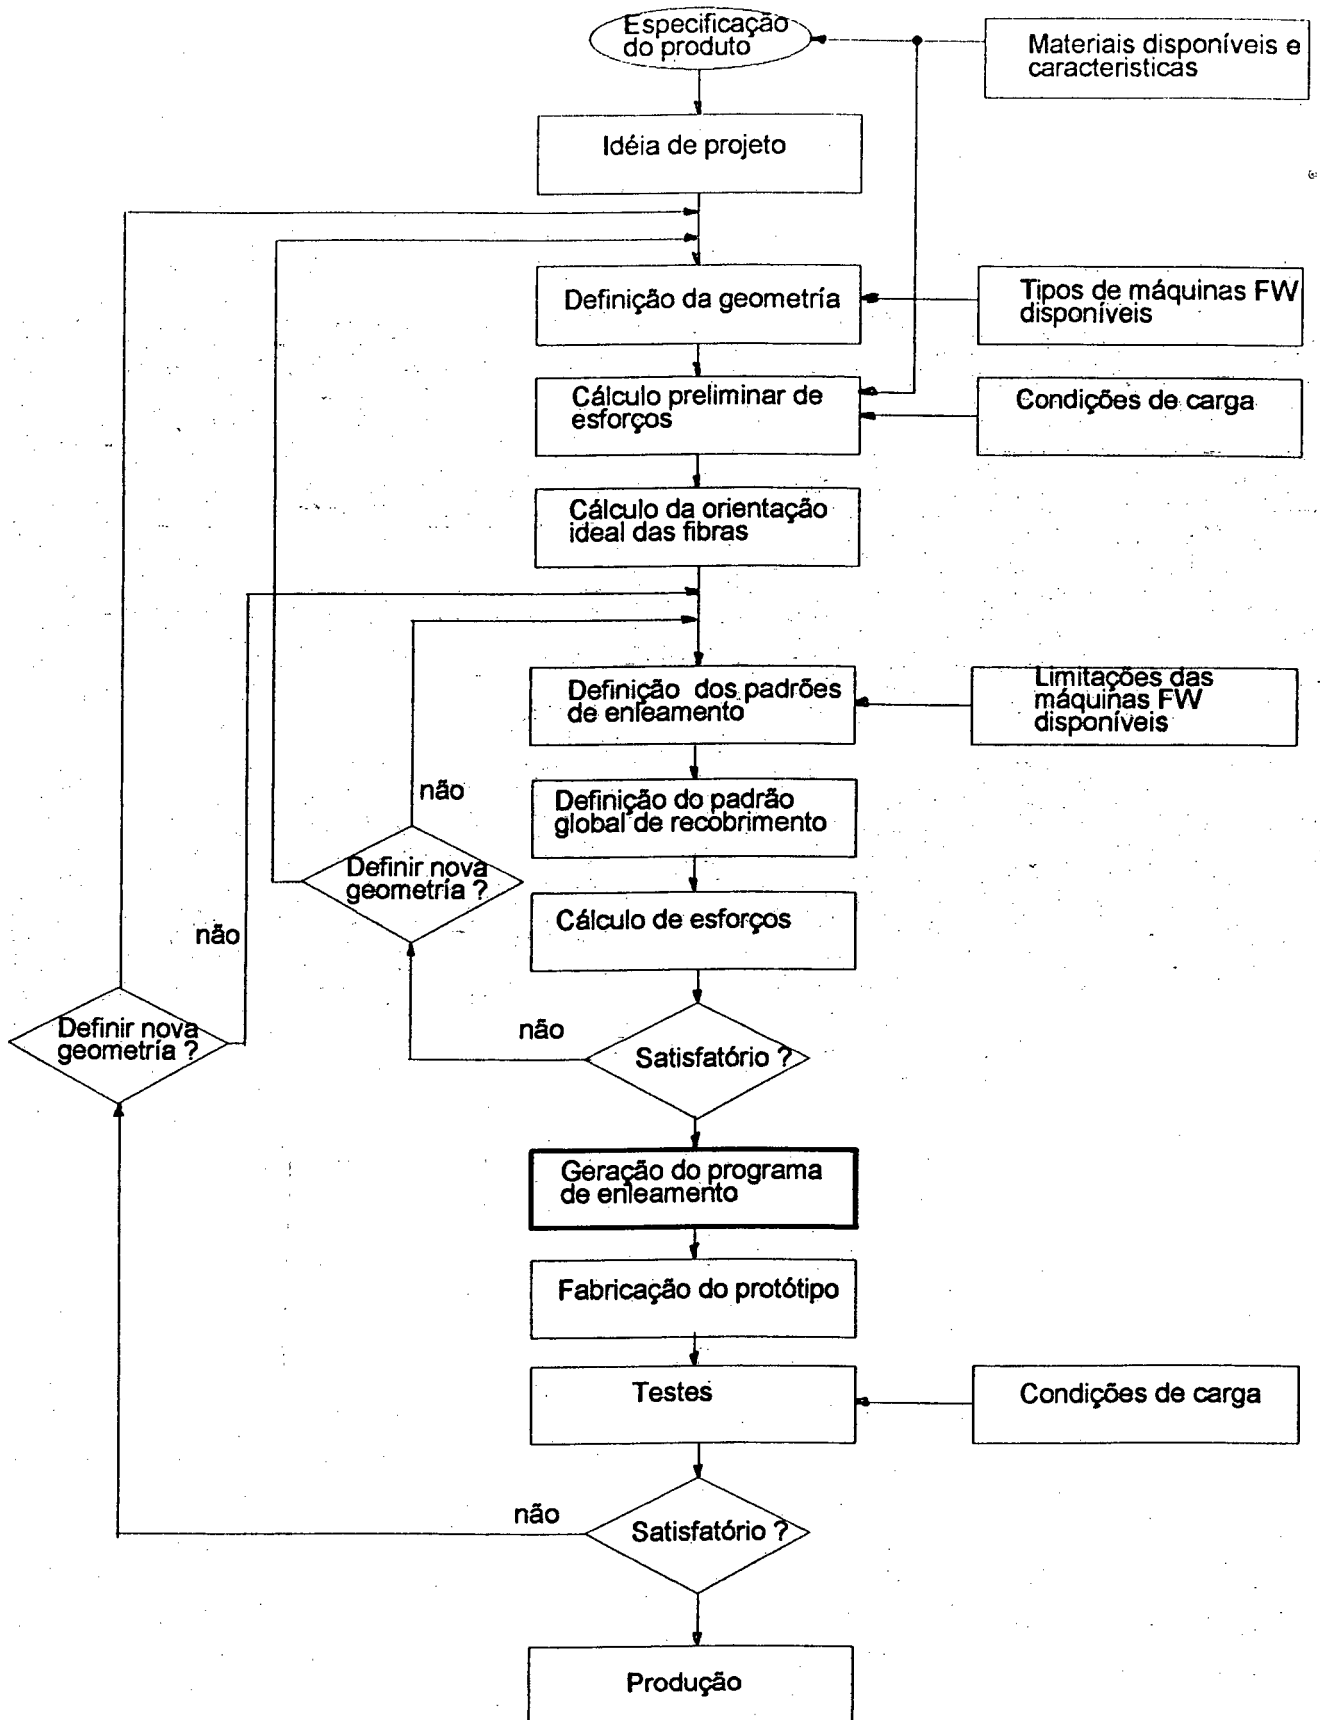 Especificação
do produto
Materiais disponíveis e
caracteristicas
Idéia de projeto
Definição da geometría
Tipos de máquinas FW
disponíveis
Cálculo preliminar de
esforços
Condições de carga
Cálculo da orientação
ideal das fibras
Definição dos padrões
de enleamento
Limitações das
máquinas FW
disponíveis
não
Definição do padrão
global de recobrimento
Definir nova
geometría ?
Cálculo de esforços
não
Definir nova
geometría ?
não
Satisfatório ?
Geração do programa
de enleamento
Fabricação do protótipo
Testes
Condições de carga
não
Satisfatório ?
Produção